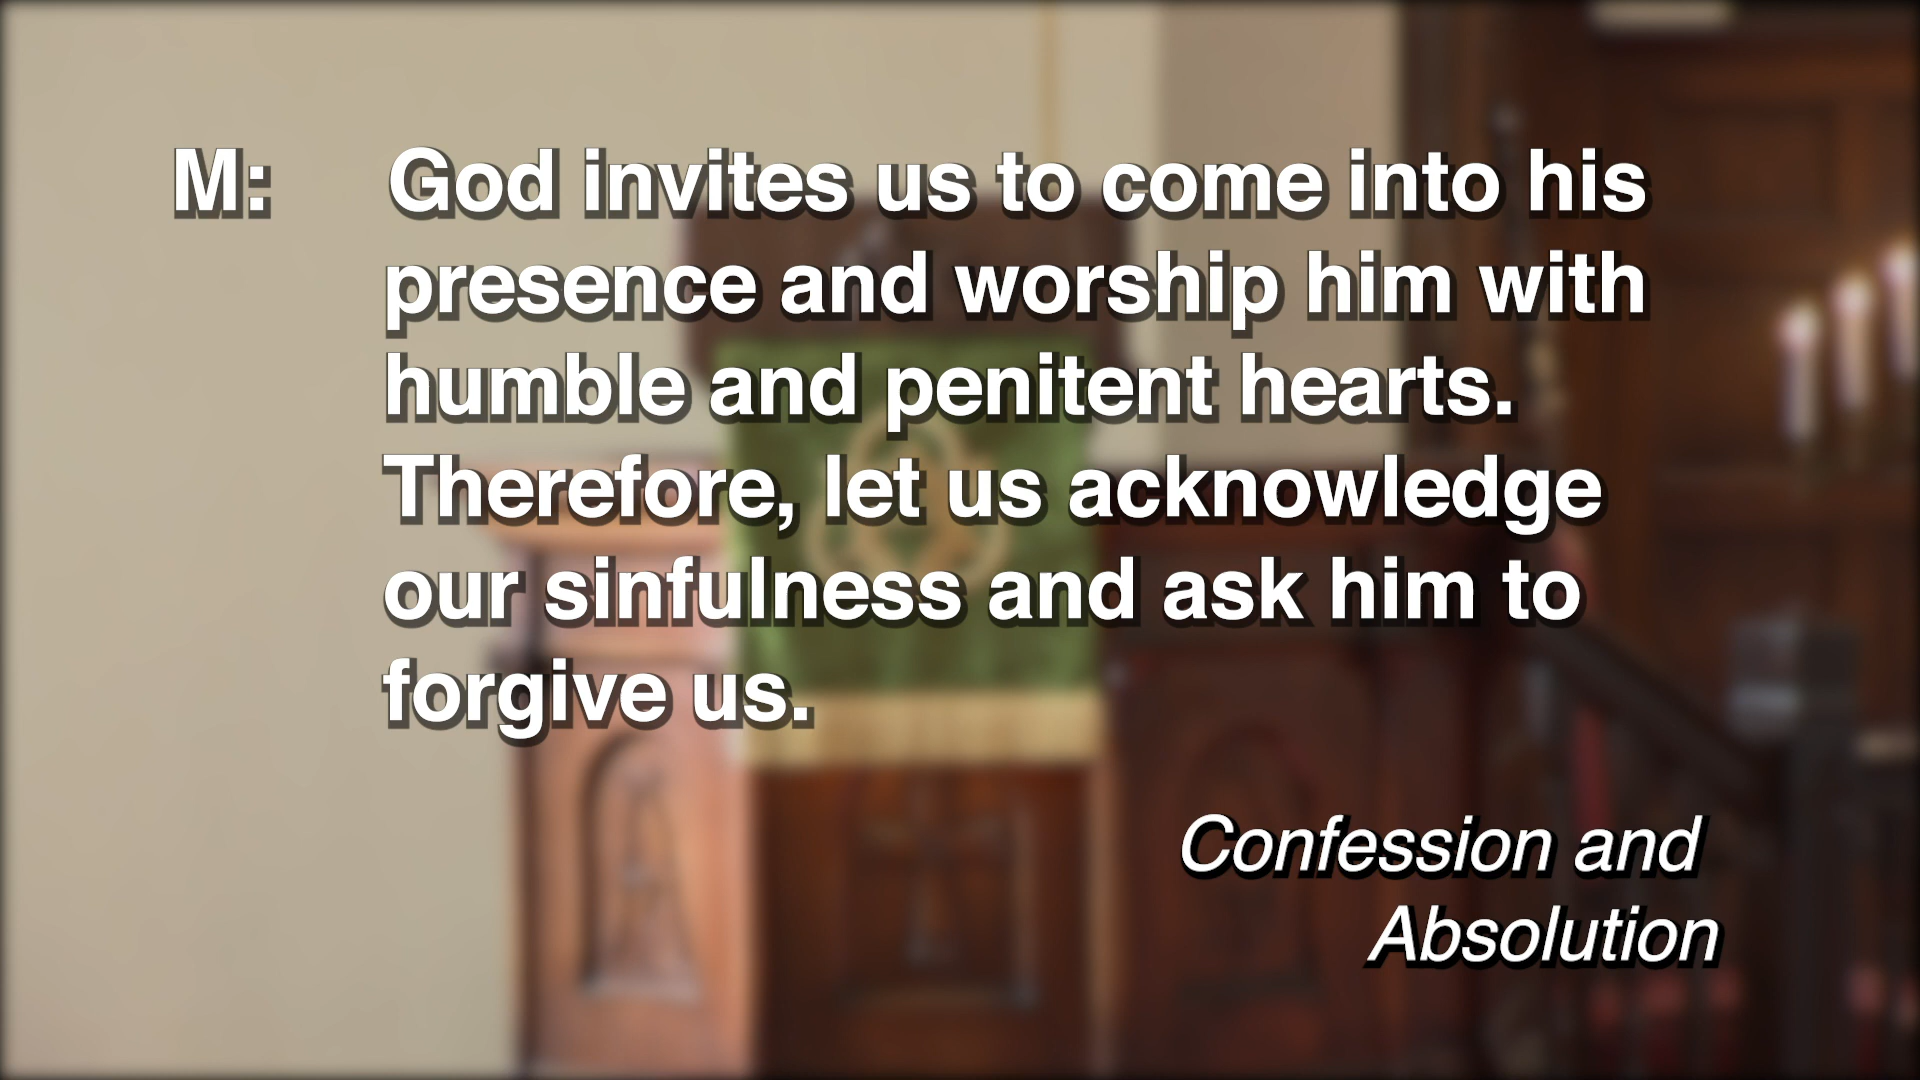 M: God invites us to come into his
presence and worship him with
humble and penitent hearts.
Therefore, let us acknowledge
our sinfulness and ask him to
forgive us.
Confession and
Absolution